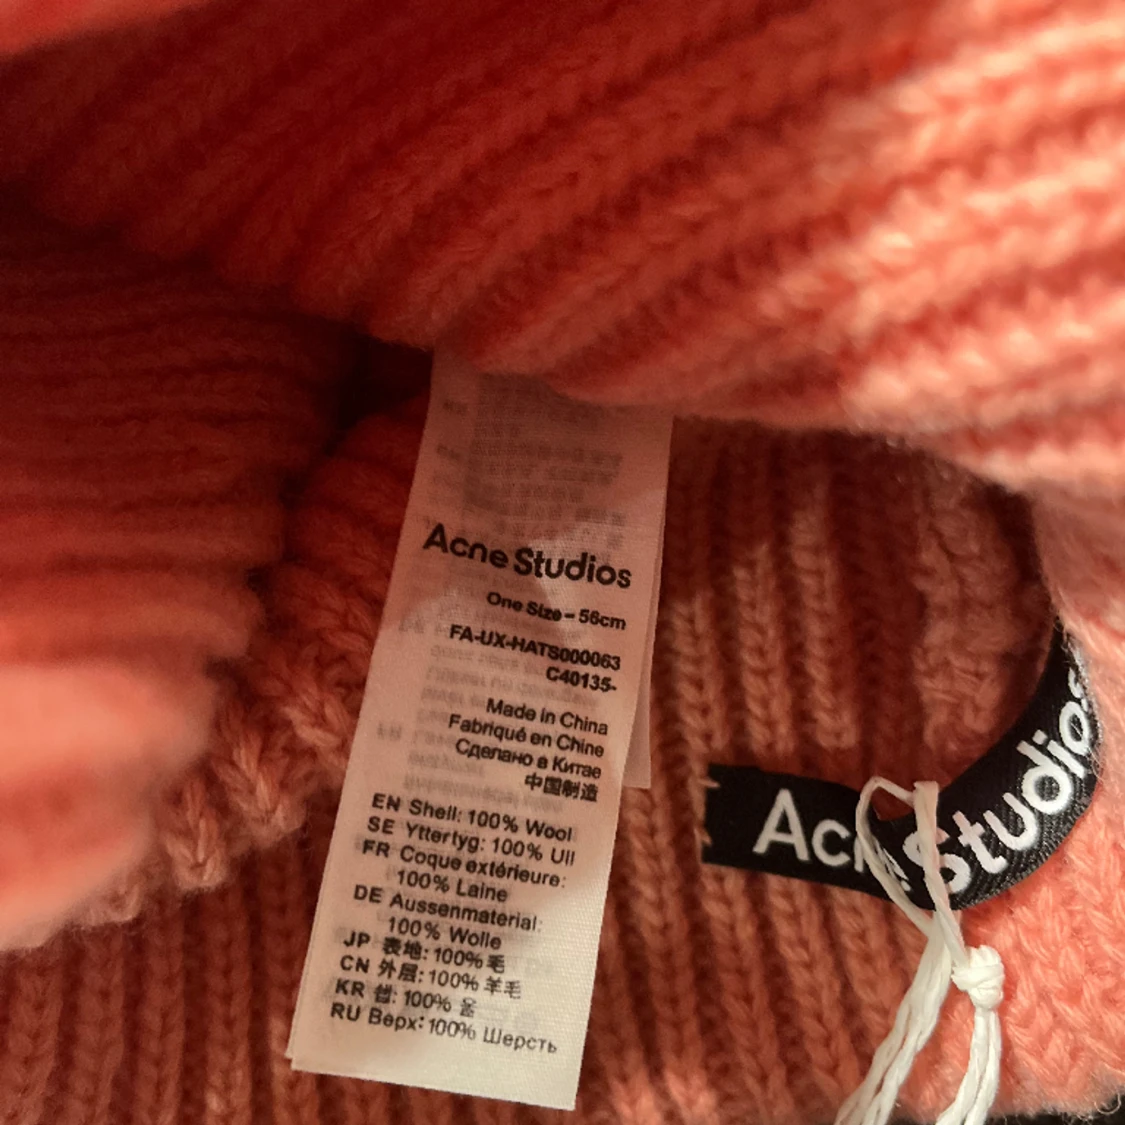 Acne Studios
One Size - 56cm
FA-UX-HATS000063
C40135-
Made in China
Fabriqué en Chine
Сделано в Китае
中国制造
EN Shell: 100% Wool
SE Yttertyg: 100% Ull
FR Coque extérieure:
100% Laine
DE Aussenmaterial:
100% Wolle
JP 表地: 100% 毛
CN 外层: 100% 羊毛
KR 쉘: 100% 울
RU Верх: 100% Шерсть
Acne Studios